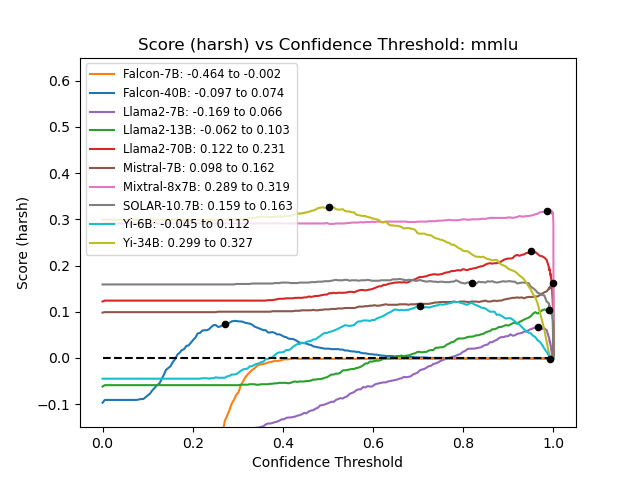 Score (harsh) vs Confidence Threshold: mmlu
Falcon-7B: -0.464 to -0.002
Falcon-40B: -0.097 to 0.074
Llama2-7B: -0.169 to 0.066
Llama2-13B: -0.062 to 0.103
Llama2-70B: 0.122 to 0.231
Mistral-7B: 0.098 to 0.162
Mixtral-8x7B: 0.289 to 0.319
SOLAR-10.7B: 0.159 to 0.163
Yi-6B: -0.045 to 0.112
Yi-34B: 0.299 to 0.327
Score (harsh)
0.6
0.5
0.4
0.3
0.2
0.1
0.0
−0.1
0.0 0.2 0.4 0.6 0.8 1.0
Confidence Threshold